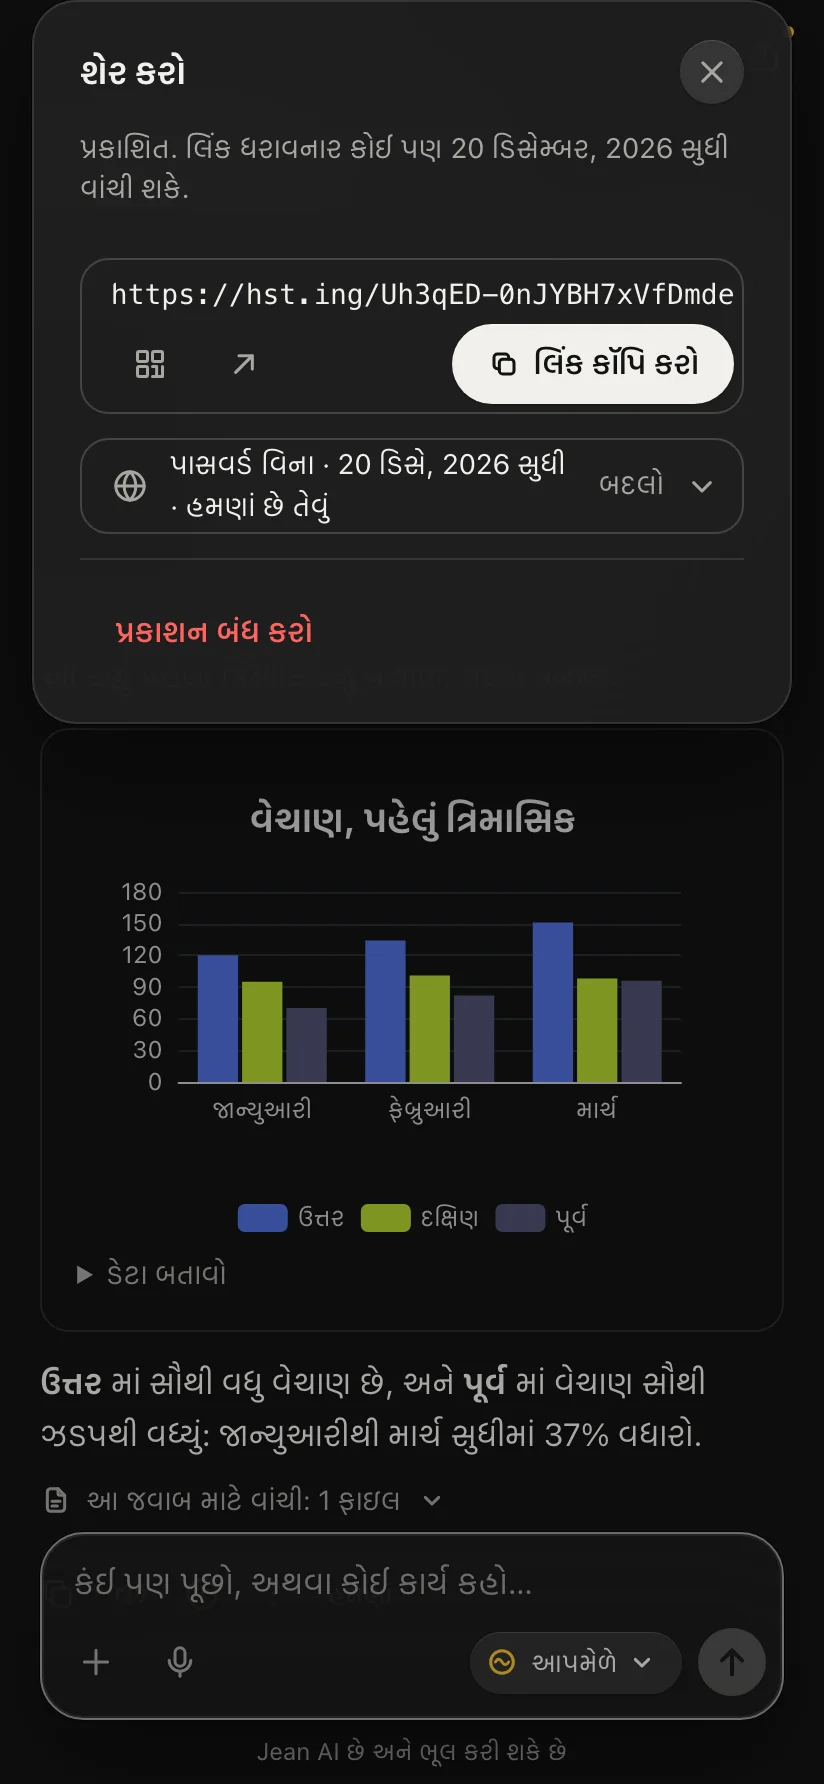 શેર કરો
પ્રકાશિત. લિંક ધરાવનાર કોઈ પણ 20 ડિસેમ્બર, 2026 સુધી
વાંચી શકે.
https://hst.ing/Uh3qED-0nJYBH7xVfDmde
લિંક કૉપિ કરો
પાસવર્ડ વિના · 20 ડિસે, 2026 સુધી
· હમણાં છે તેવું
બદલો
પ્રકાશન બંધ કરો
વેચાણ, પહેલું ત્રિમાસિક
180
150
120
90
60
30
0
જાન્યુઆરી ફેબ્રુઆરી માર્ચ
ઉત્તર દક્ષિણ પૂર્વ
ડેટા બતાવો
ઉત્તર માં સૌથી વધુ વેચાણ છે, અને પૂર્વ માં વેચાણ સૌથી
ઝડપથી વધ્યું: જાન્યુઆરીથી માર્ચ સુધીમાં 37% વધારો.
આ જવાબ માટે વાંચી: 1 ફાઇલ
કંઈ પણ પૂછો, અથવા કોઈ કાર્ય કહો...
આપમેળે
Jean AI છે અને ભૂલ કરી શકે છે